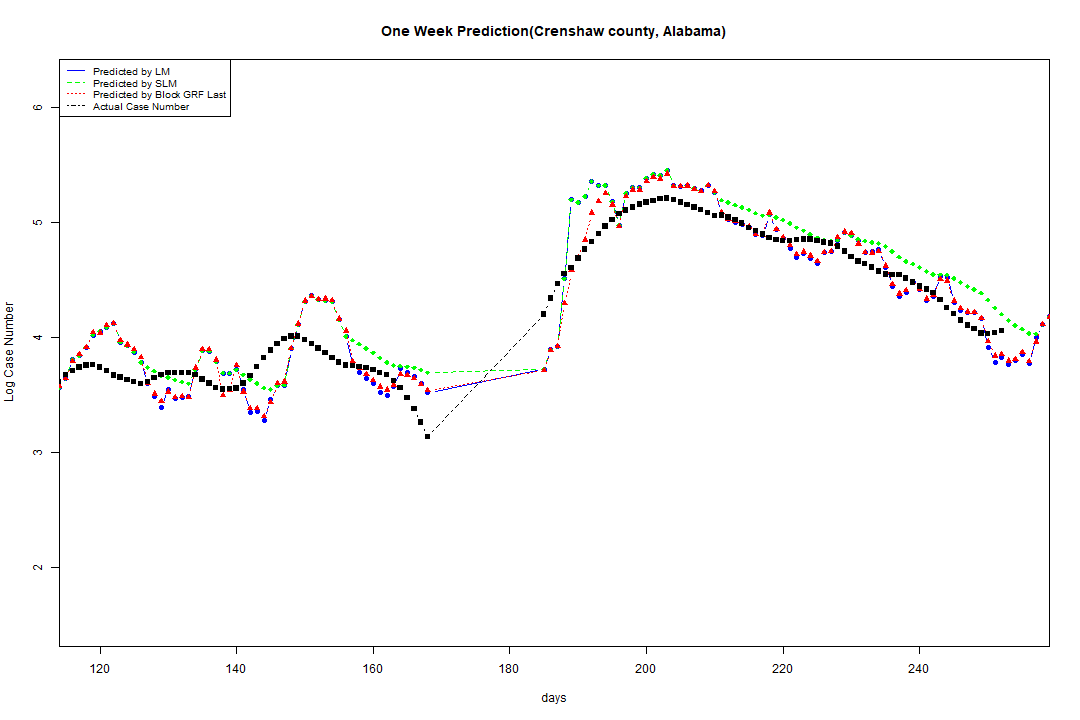 One Week Prediction(Crenshaw county, Alabama)
Predicted by LM
Predicted by SLM
Predicted by Block GRF Last
Actual Case Number
Log Case Number
6
5
4
3
2
120 140 160 180 200 220 240
days